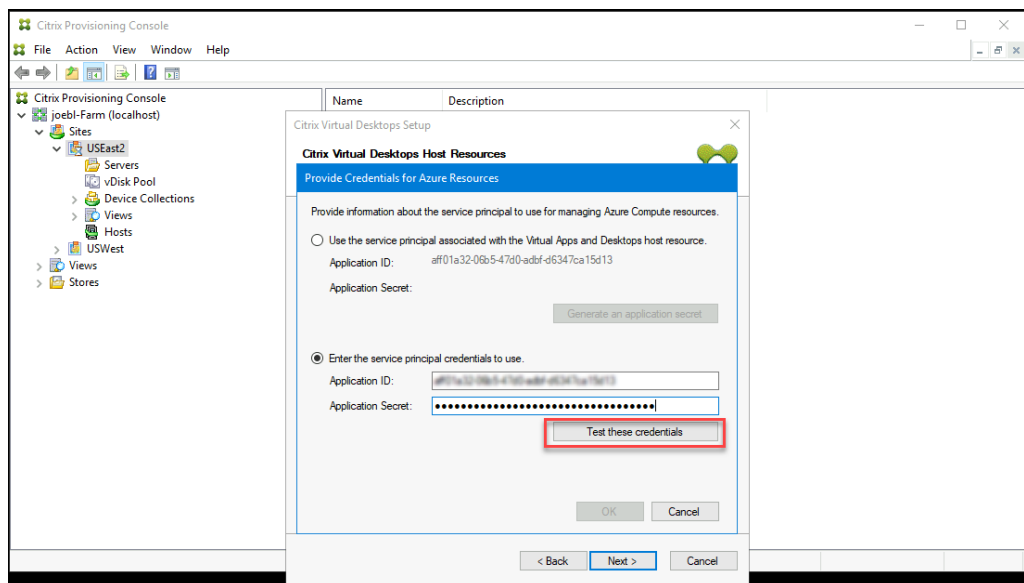 Citrix Provisioning Console
File Action View Window Help
Citrix Provisioning Console
joebl-Farm (localhost)
Sites
USEast2
Servers
vDisk Pool
Device Collections
Views
Hosts
USWest
Views
Stores
Name Description
Citrix Virtual Desktops Setup
Citrix Virtual Desktops Host Resources
Provide Credentials for Azure Resources
Provide information about the service principal to use for managing Azure Compute resources.
Use the service principal associated with the Virtual Apps and Desktops host resource.
Application ID: aff01a32-06b5-47d0-adbf-d6347ca15d13
Application Secret:
Generate an application secret
Enter the service principal credentials to use.
Application ID:
Application Secret:
Test these credentials
OK Cancel
< Back Next > Cancel